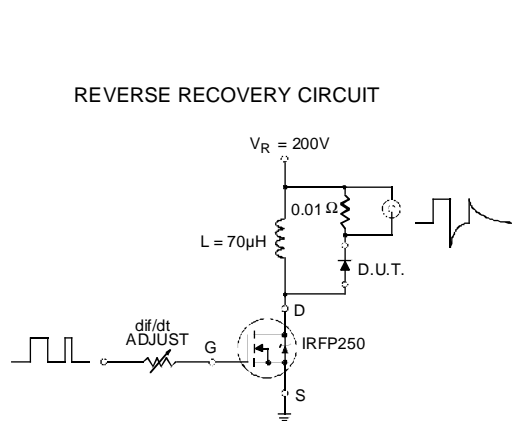 REVERSE RECOVERY CIRCUIT
VR = 200V
0.01 Ω
L = 70µH
D.U.T.
D
dif/dt
ADJUST
G
IRFP250
S